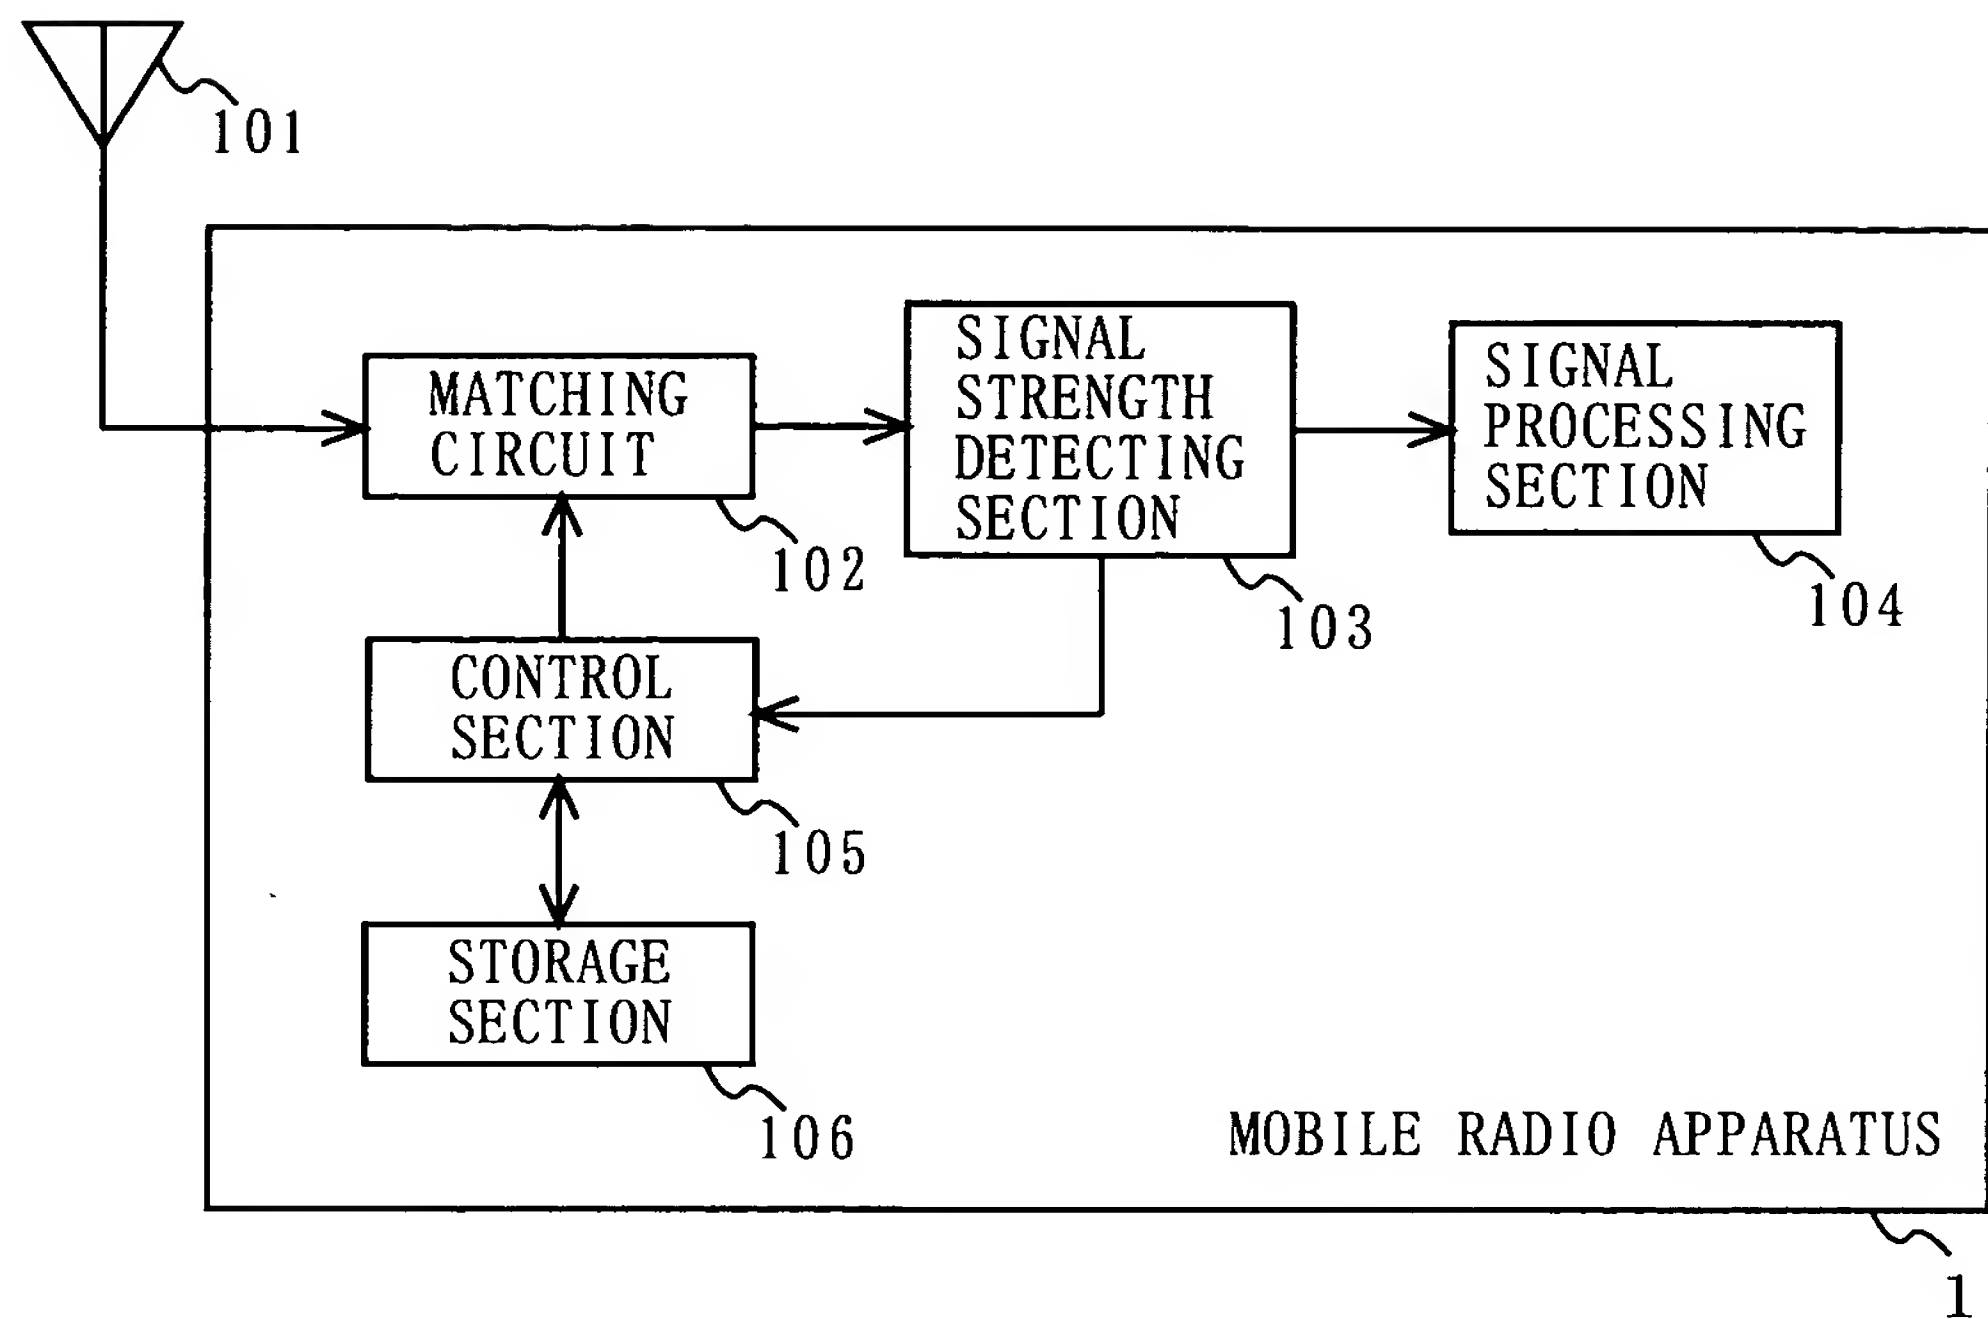 101
MATCHING
CIRCUIT
102
SIGNAL
STRENGTH
DETECTING
SECTION
103
SIGNAL
PROCESSING
SECTION
104
CONTROL
SECTION
105
STORAGE
SECTION
106
MOBILE RADIO APPARATUS
1